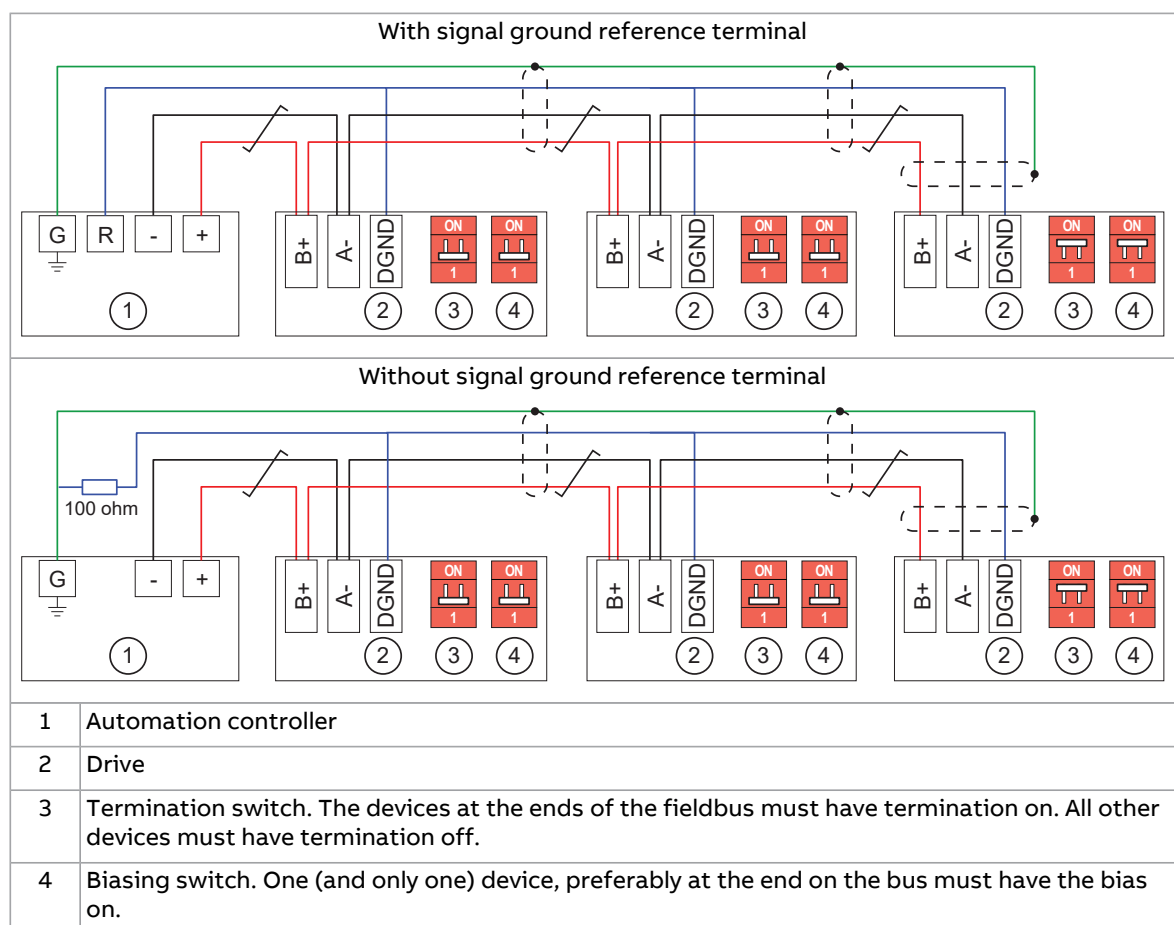 With signal ground reference terminal
G R - +
B+ A- DGND ON 1 ON 1
B+ A- DGND ON 1 ON 1
B+ A- DGND ON 1 ON 1
1 2 3 4 2 3 4 2 3 4
Without signal ground reference terminal
100 ohm
G - +
B+ A- DGND ON 1 ON 1
B+ A- DGND ON 1 ON 1
B+ A- DGND ON 1 ON 1
1 2 3 4 2 3 4 2 3 4
1 Automation controller
2 Drive
3 Termination switch. The devices at the ends of the fieldbus must have termination on. All other
devices must have termination off.
4 Biasing switch. One (and only one) device, preferably at the end on the bus must have the bias
on.